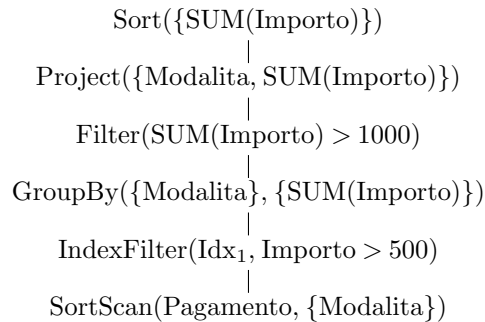 Sort({SUM(Importo)})
Project({Modalita, SUM(Importo)})
Filter(SUM(Importo) > 1000)
GroupBy({Modalita}, {SUM(Importo)})
IndexFilter(Idx₁, Importo > 500)
SortScan(Pagamento, {Modalita})